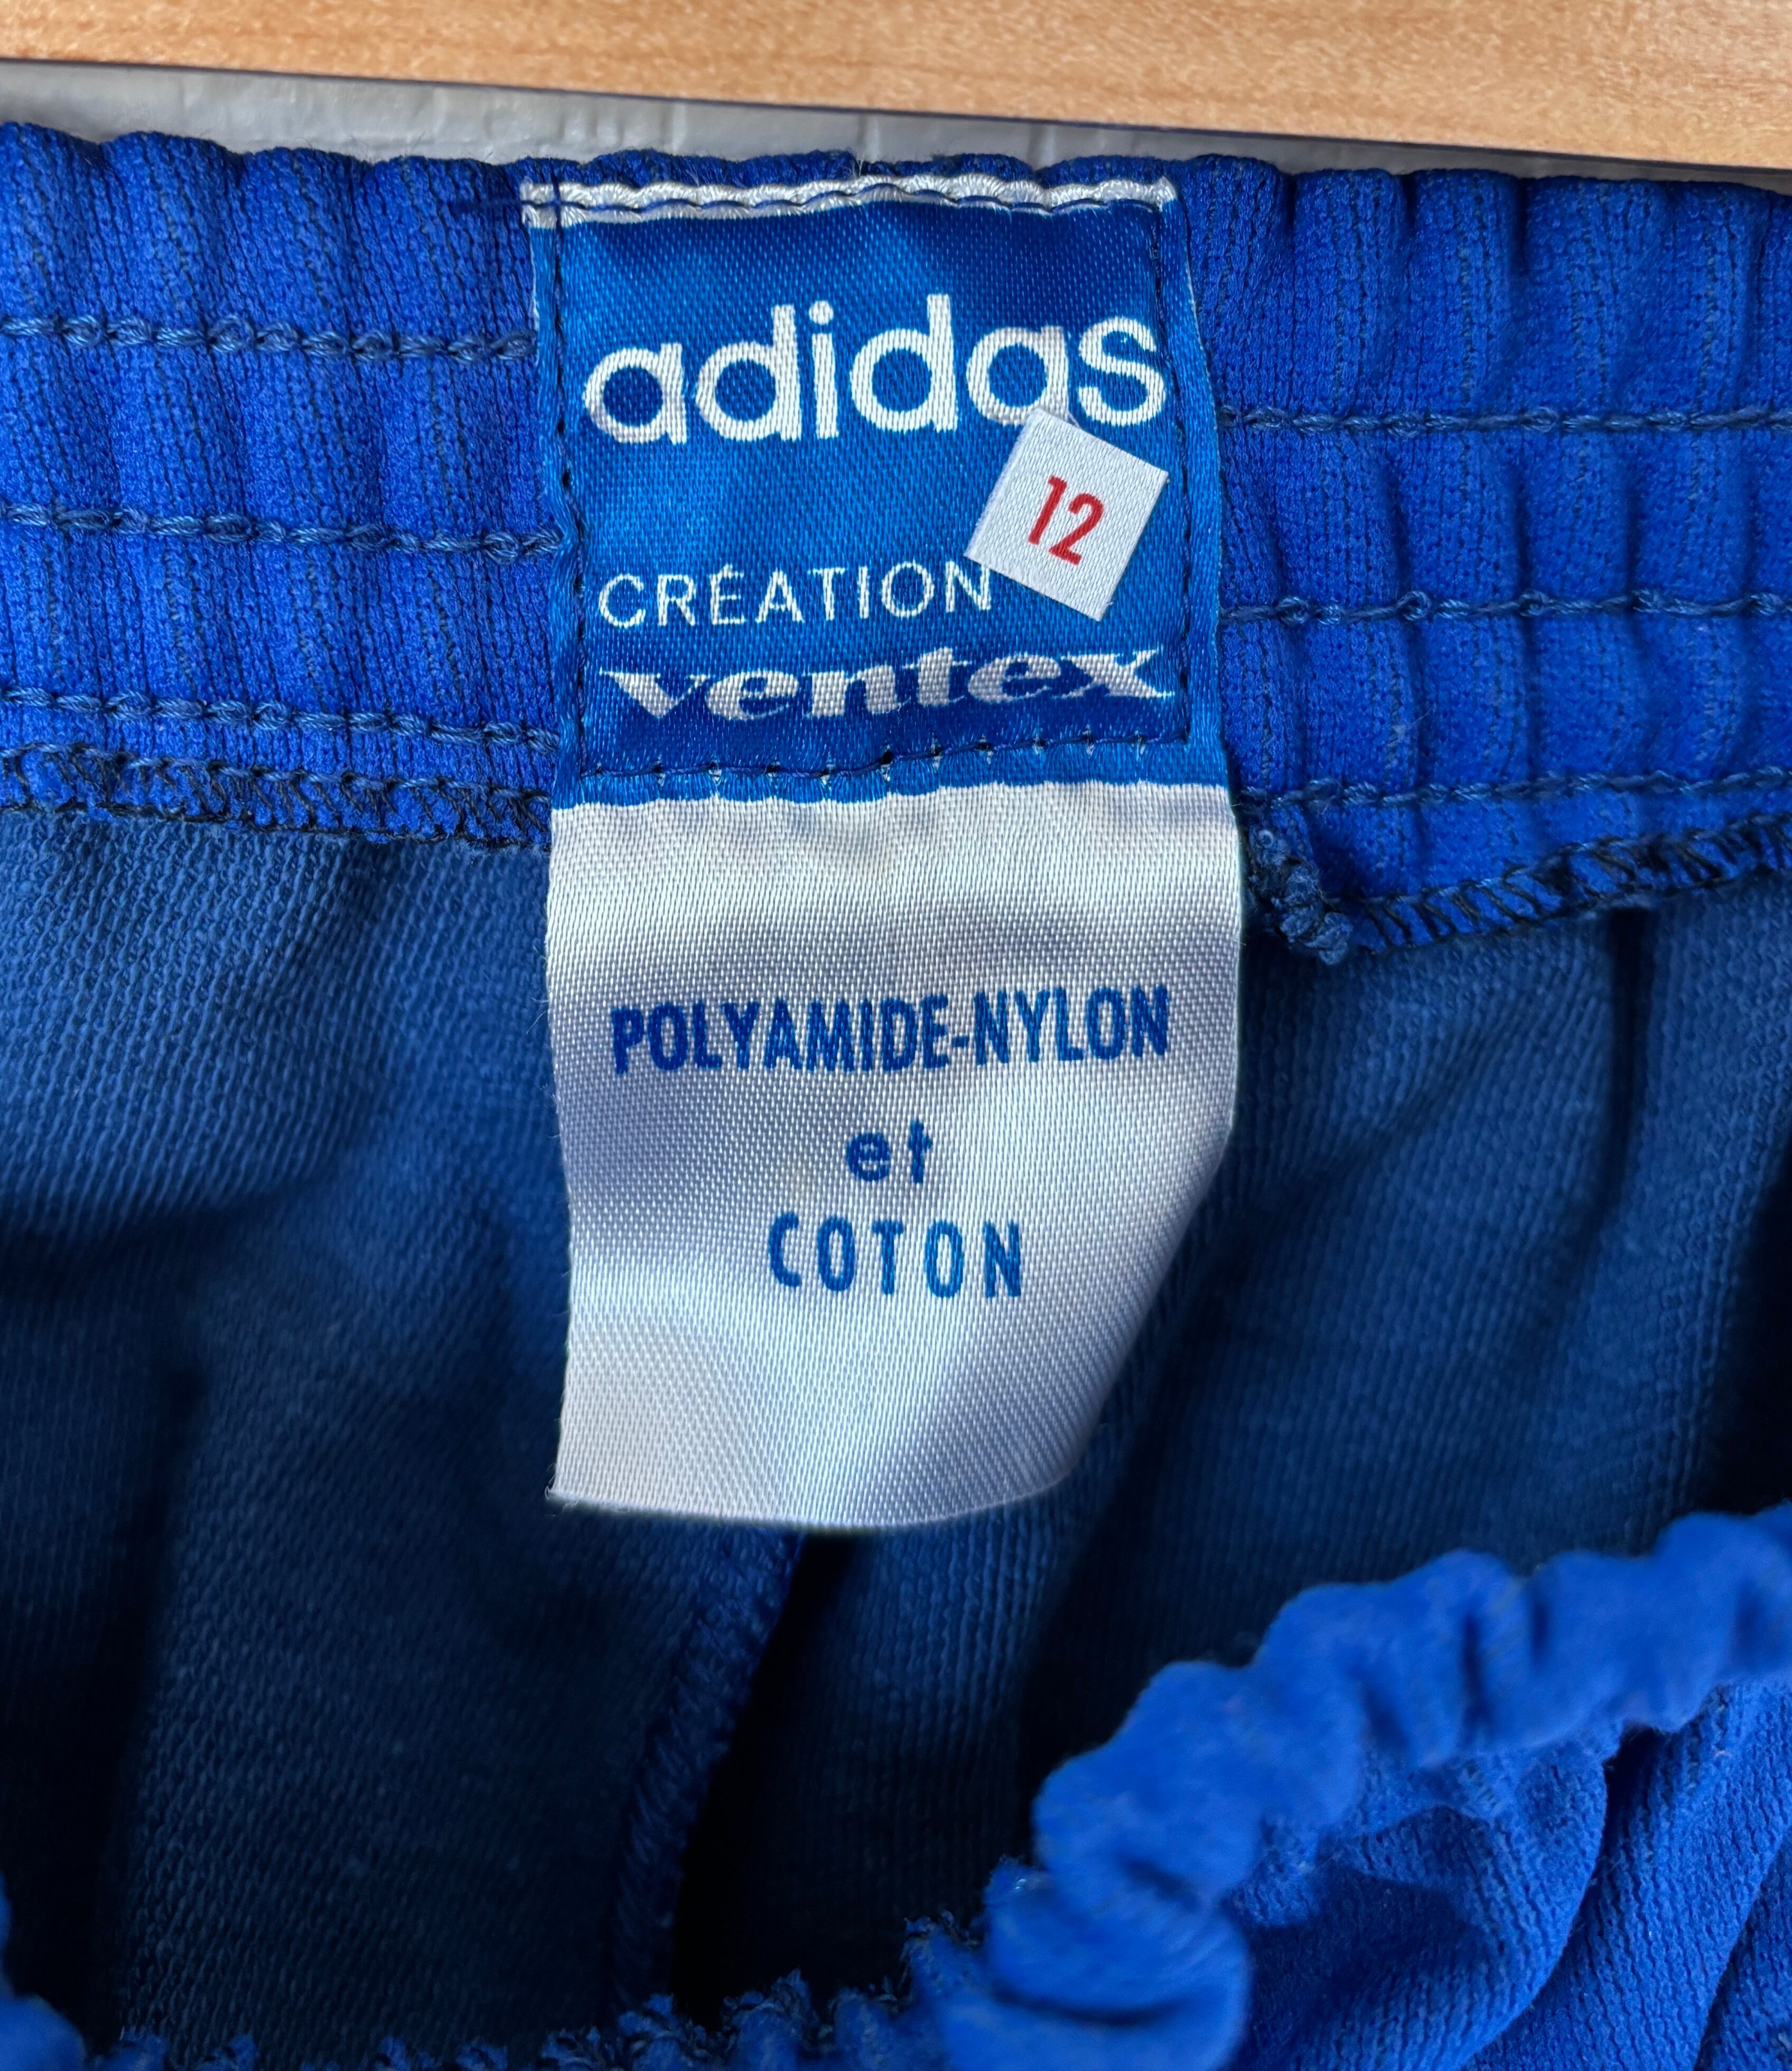 adidas
12
CRÉATION
ventex
POLYAMIDE-NYLON
et
COTON